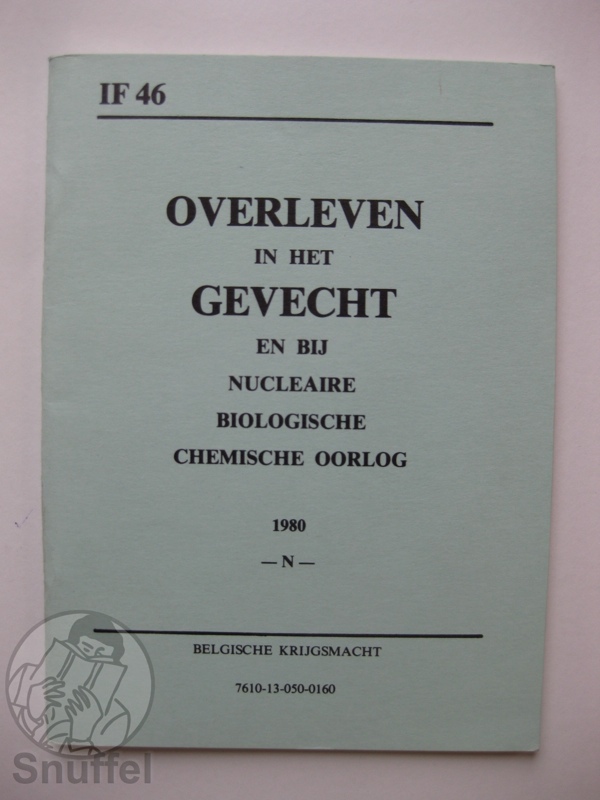 IF 46
OVERLEVEN
IN HET
GEVECHT
EN BIJ
NUCLEAIRE
BIOLOGISCHE
CHEMISCHE OORLOG
1980
— N —
BELGISCHE KRIJGSMACHT
7610-13-050-0160
Snuffel